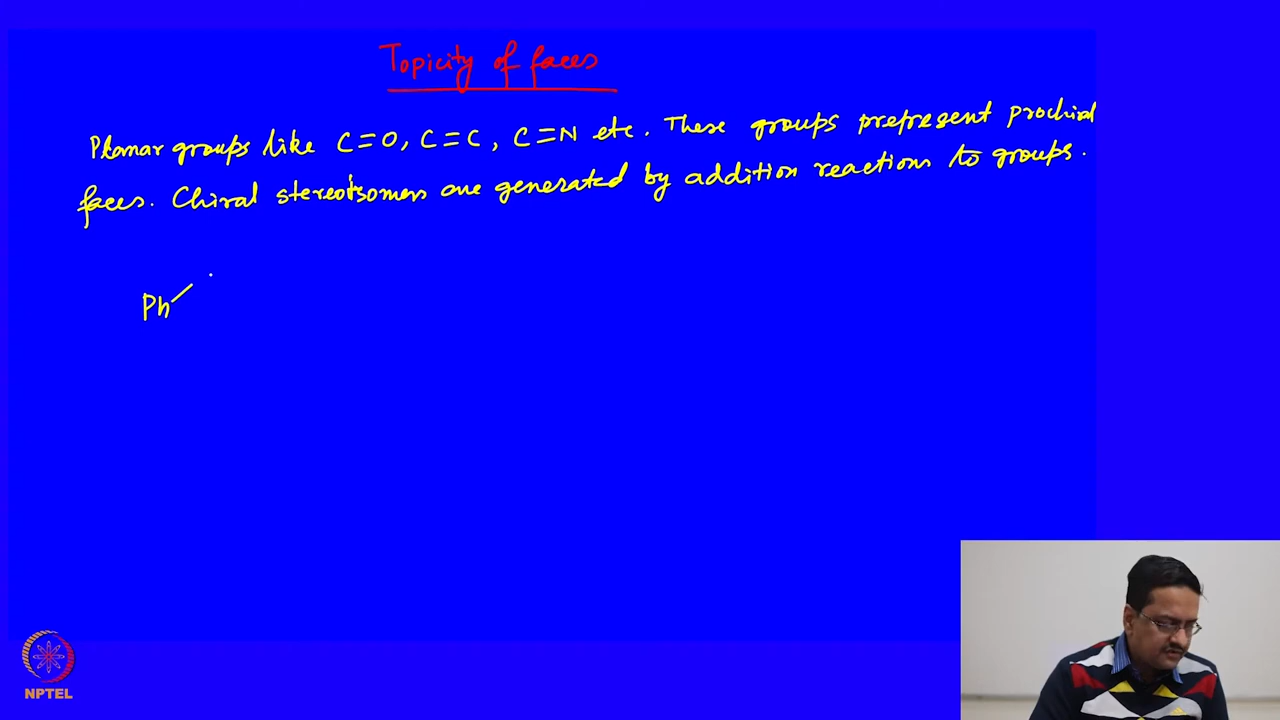 Topicity of faces
Planar groups like C=O, C=C, C=N etc. These groups prepresent prochiral
faces. Chiral stereoisomers are generated by addition reactions to groups.
Ph
NPTEL